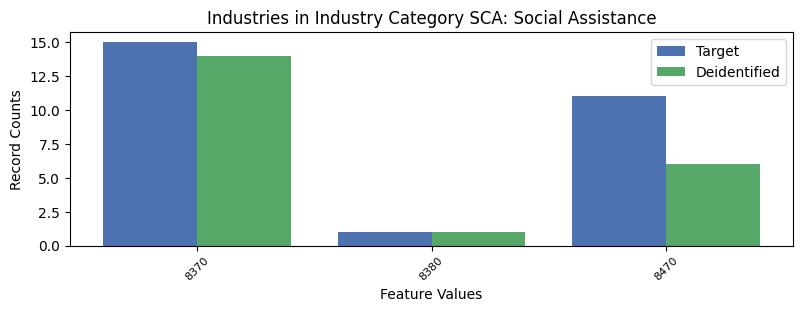 Industries in Industry Category SCA: Social Assistance
Target
Deidentified
Record Counts
15.0
12.5
10.0
7.5
5.0
2.5
0.0
8370
8380
8470
Feature Values